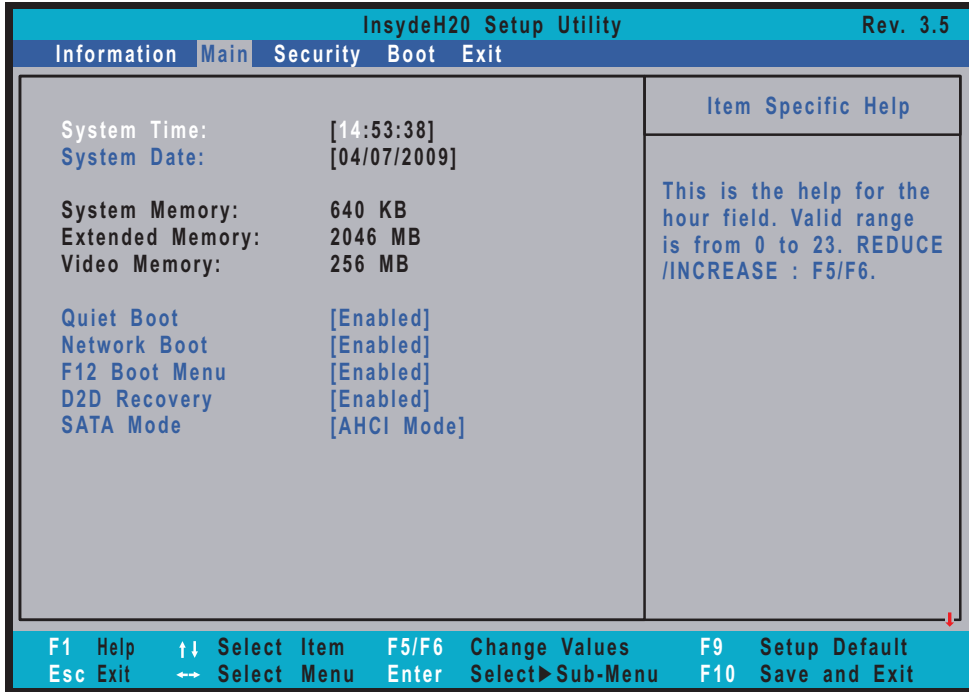 InsydeH20 Setup Utility Rev. 3.5
Information Main Security Boot Exit
Item Specific Help
System Time: [14:53:38]
System Date: [04/07/2009]
System Memory: 640 KB
Extended Memory: 2046 MB
Video Memory: 256 MB
Quiet Boot [Enabled]
Network Boot [Enabled]
F12 Boot Menu [Enabled]
D2D Recovery [Enabled]
SATA Mode [AHCI Mode]
This is the help for the
hour field. Valid range
is from 0 to 23. REDUCE
/INCREASE : F5/F6.
F1 Help ↑↓ Select Item F5/F6 Change Values F9 Setup Default
Esc Exit ←→ Select Menu Enter Select▶Sub-Menu F10 Save and Exit